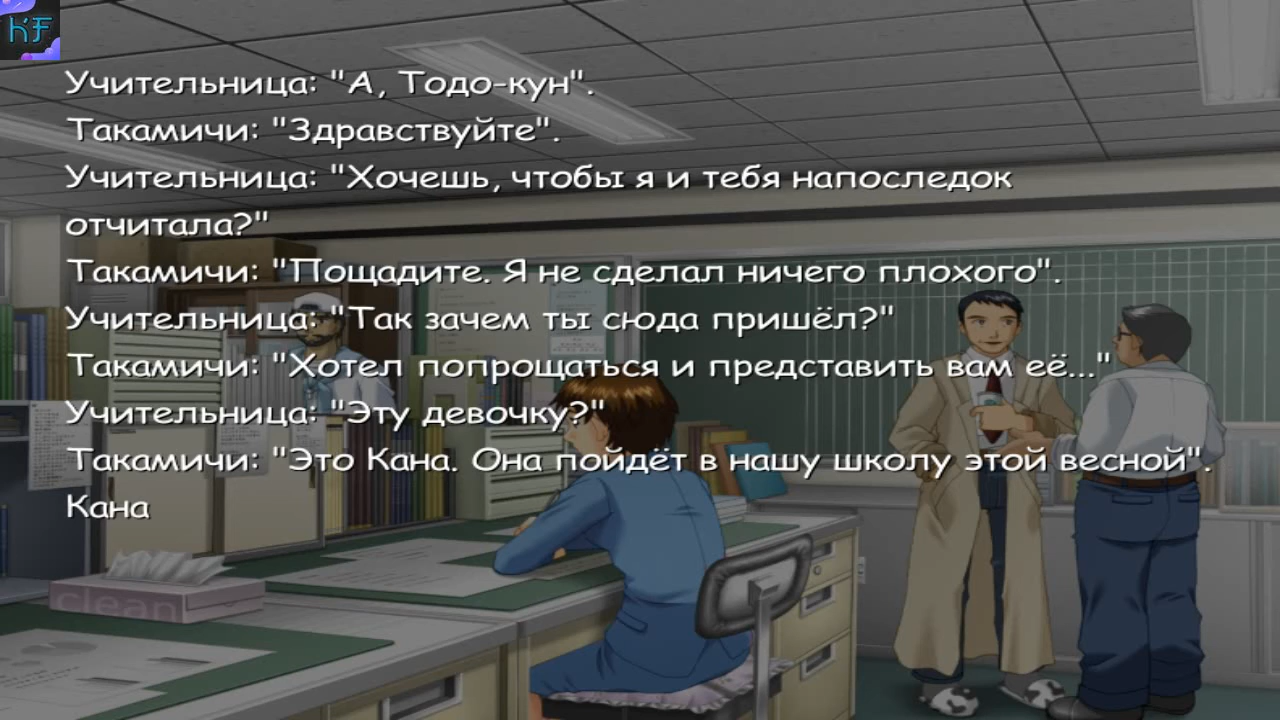 KF
Учительница: "А, Тодо-кун".
Такамичи: "Здравствуйте".
Учительница: "Хочешь, чтобы я и тебя напоследок
отчитала?"
Такамичи: "Пощадите. Я не сделал ничего плохого".
Учительница: "Так зачем ты сюда пришёл?"
Такамичи: "Хотел попрощаться и представить вам её..."
Учительница: "Эту девочку?"
Такамичи: "Это Кана. Она пойдёт в нашу школу этой весной".
Кана
clean